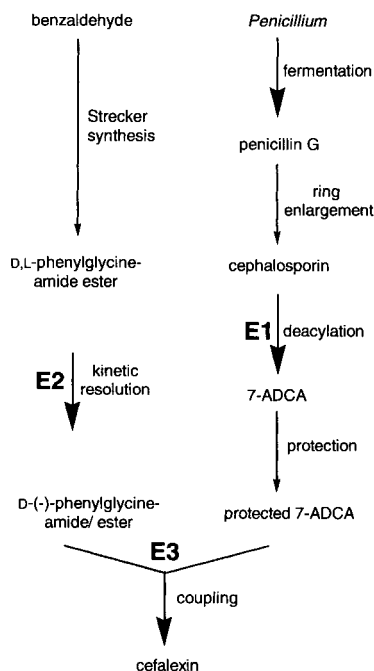 benzaldehyde
Penicillium
fermentation
Strecker
synthesis
penicillin G
ring
enlargement
D,L-phenylglycine-
amide ester
cephalosporin
E1 deacylation
E2 kinetic
resolution
7-ADCA
protection
D-(-)-phenylglycine-
amide/ ester
protected 7-ADCA
E3
coupling
cefalexin